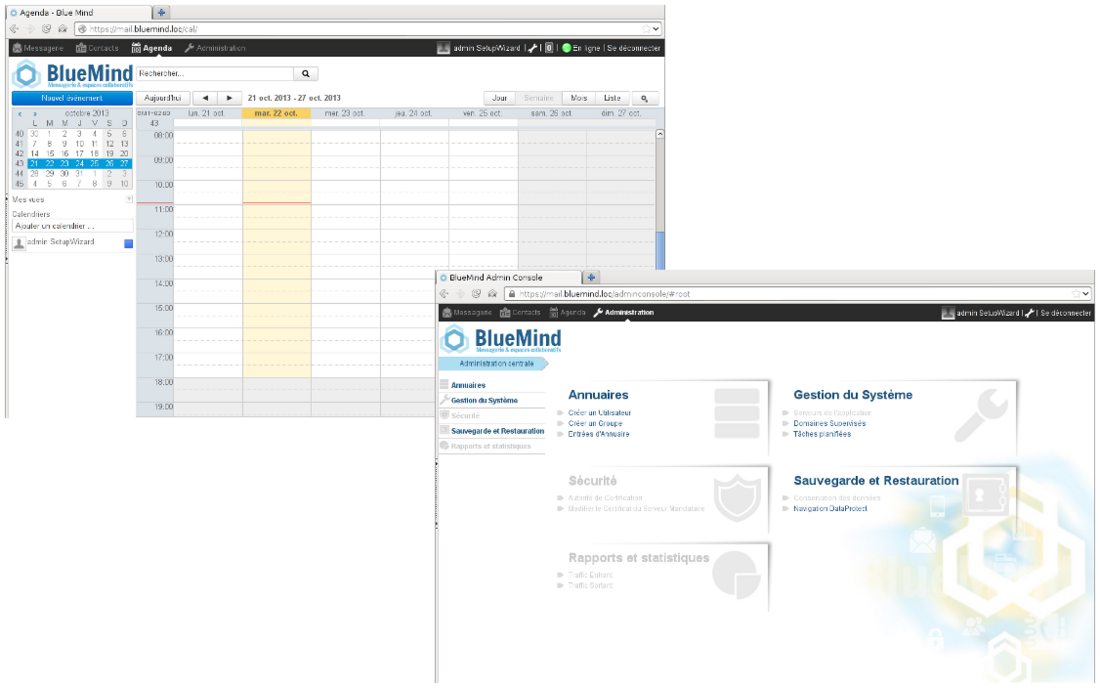 Agenda - Blue Mind
https://mail.bluemind.loc/cal/
Messagerie Contacts Agenda Administration
admin SetupWizard | | 0 | En ligne | Se déconnecter
BlueMind
Messagerie & espaces collaboratifs
Rechercher...
Nouvel événement
Aujourd'hui 21 oct. 2013 - 27 oct. 2013 Jour Semaine Mois Liste
« » octobre 2013
L M M J V S D
40 30 1 2 3 4 5 6
41 7 8 9 10 11 12 13
42 14 15 16 17 18 19 20
43 21 22 23 24 25 26 27
44 28 29 30 31 1 2 3
45 4 5 6 7 8 9 10
Mes vues
Calendriers
Ajouter un calendrier ...
admin SetupWizard
GMT+02:00 lun. 21 oct. mar. 22 oct. mer. 23 oct. jeu. 24 oct. ven. 25 oct. sam. 26 oct. dim. 27 oct.
43
08:00
09:00
10:00
11:00
12:00
13:00
14:00
15:00
16:00
17:00
18:00
19:00
BlueMind Admin Console
https://mail.bluemind.loc/adminconsole/#root
Messagerie Contacts Agenda Administration
admin SetupWizard | | Se déconnecter
BlueMind
Messagerie & espaces collaboratifs
Administration centrale
Annuaires
Gestion du Système
Sécurité
Sauvegarde et Restauration
Rapports et statistiques
Annuaires
Créer un Utilisateur
Créer un Groupe
Entrées d'Annuaire
Gestion du Système
Serveurs de l'application
Domaines Supervisés
Tâches planifiées
Sécurité
Autorité de Certification
Modifier le Certificat du Serveur Mandataire
Sauvegarde et Restauration
Conservation des données
Navigation DataProtect
Rapports et statistiques
Traffic Entrant
Traffic Sortant